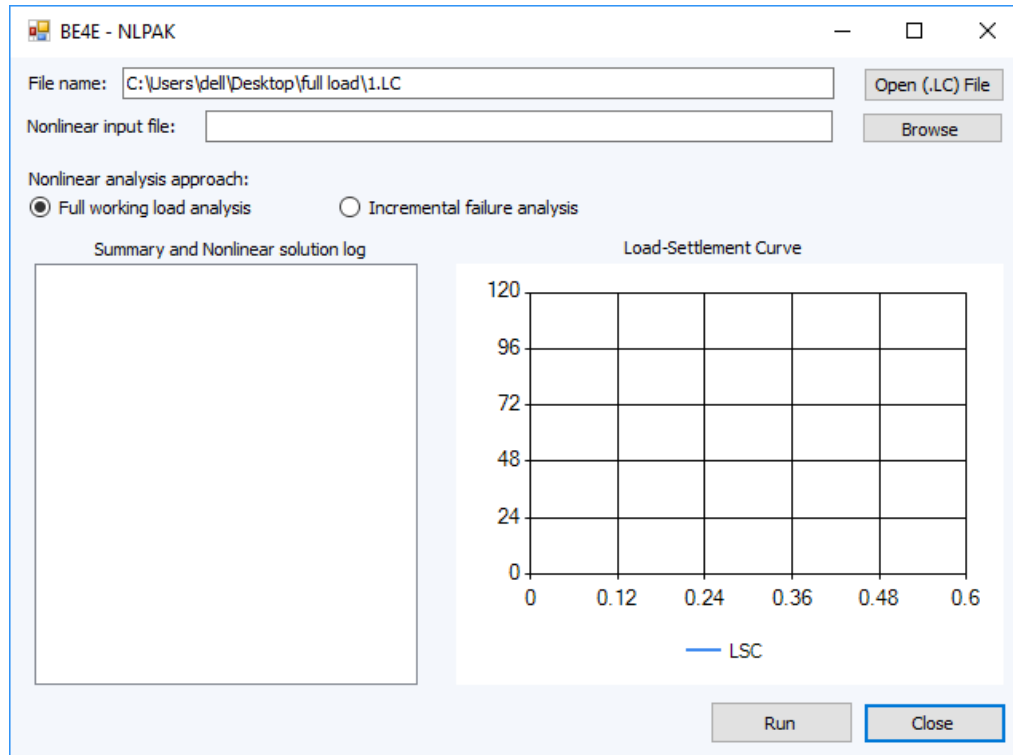 BE4E - NLPAK
File name: C:\Users\dell\Desktop\full load\1.LC Open (.LC) File
Nonlinear input file: Browse
Nonlinear analysis approach:
Full working load analysis Incremental failure analysis
Summary and Nonlinear solution log
Load-Settlement Curve
120
96
72
48
24
0
0 0.12 0.24 0.36 0.48 0.6
LSC
Run Close